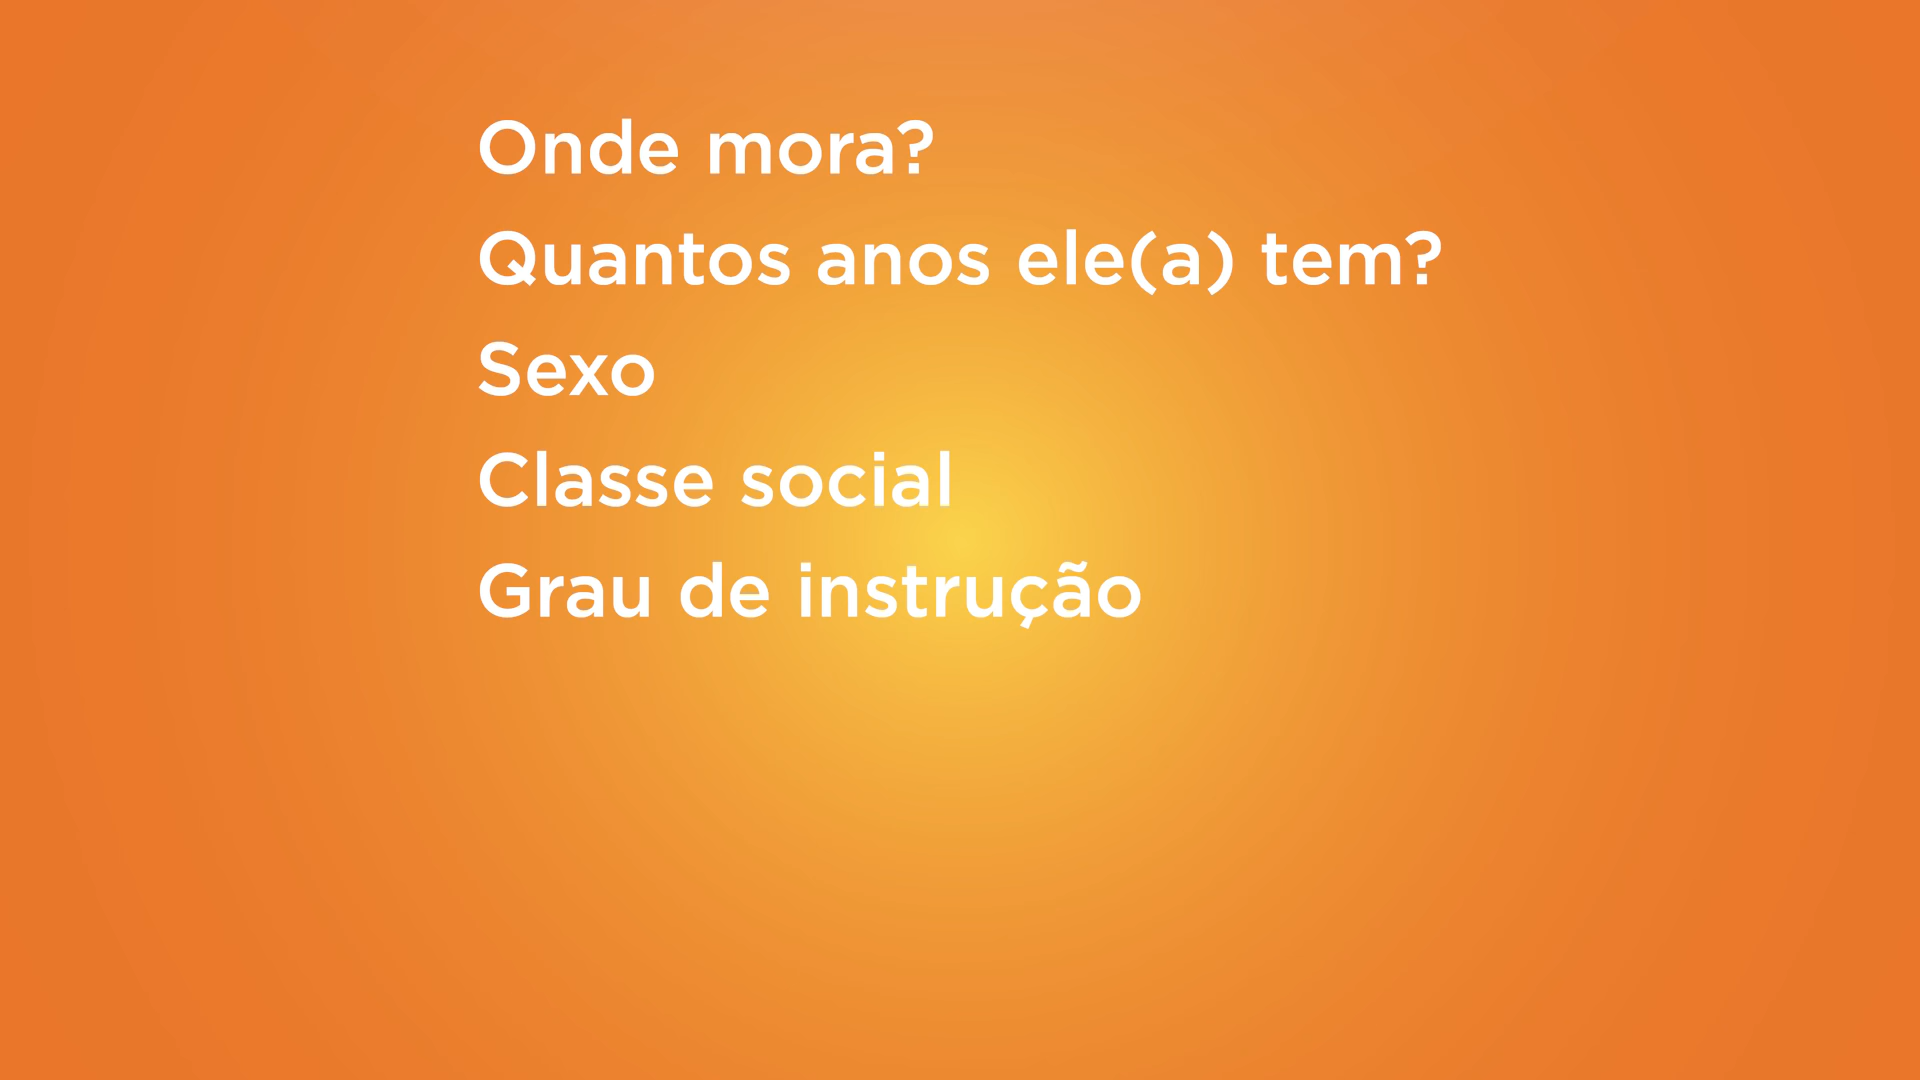 Onde mora?
Quantos anos ele(a) tem?
Sexo
Classe social
Grau de instrução